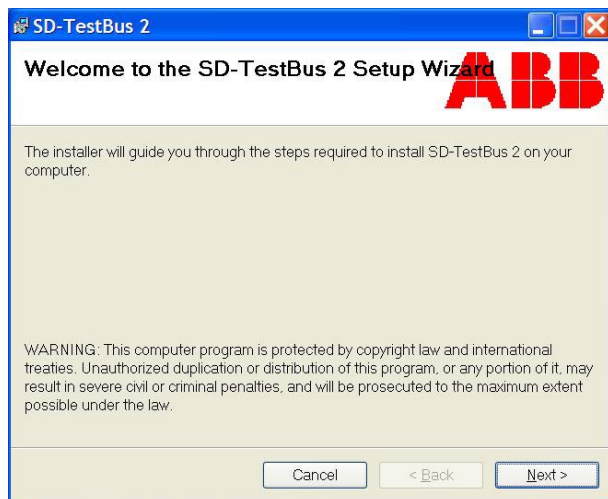 SD-TestBus 2
Welcome to the SD-TestBus 2 Setup Wizard
ABB
The installer will guide you through the steps required to install SD-TestBus 2 on your
computer.
WARNING: This computer program is protected by copyright law and international
treaties. Unauthorized duplication or distribution of this program, or any portion of it, may
result in severe civil or criminal penalties, and will be prosecuted to the maximum extent
possible under the law.
Cancel < Back Next >